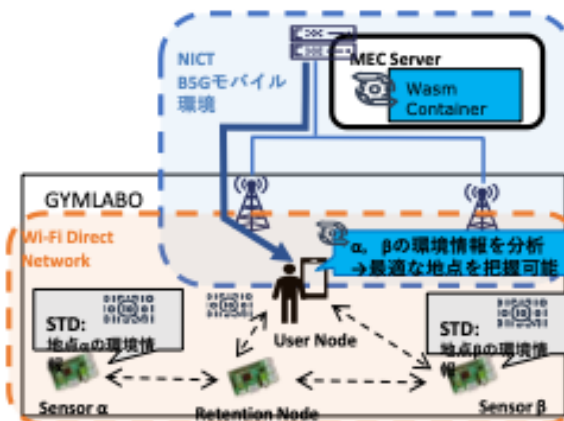 NICT
B5Gモバイル
環境
MEC Server
Wasm
Container
GYMLABO
Wi-Fi Direct
Network
α，βの環境情報を分析
→最適な地点を把握可能
STD:
地点αの環境情
報
User Node
STD:
地点βの環境情
報
Sensor α
Retention Node
Sensor β